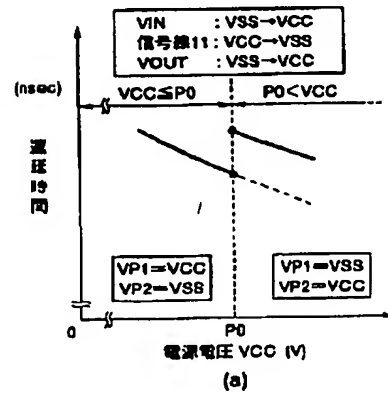 VIN : VSS→VCC
信号線11 : VCC→VSS
VOUT : VSS→VCC
(nsec)
VCC≦P0
P0<VCC
遅圧時間
VP1=VCC
VP2=VSS
VP1=VSS
VP2=VCC
0
P0
電源電圧 VCC (V)
(a)